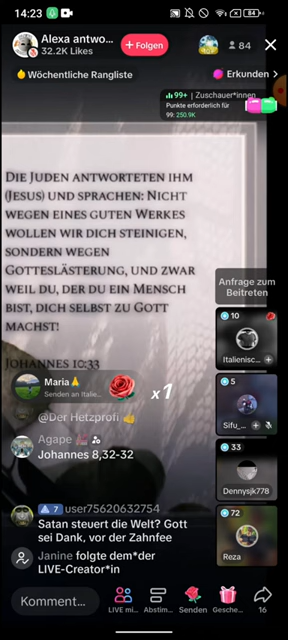 14:23
84
Alexa antwo...
32.2K Likes
+ Folgen
84
Wöchentliche Rangliste
Erkunden >
99+ | Zuschauer*innen
Punkte erforderlich für
99: 250.9K
Die Juden antworteten ihm
(Jesus) und sprachen: Nicht
wegen eines guten Werkes
wollen wir dich steinigen,
sondern wegen
Gotteslästerung, und zwar
weil du, der du ein Mensch
bist, dich selbst zu Gott
machst!
Johannes 10:33
Anfrage zum
Beitreten
10
Italienisc...
5
Sifu_...
33
Dennysjk778
72
Reza
Maria🙏
Senden an Italie...
x1
@Der Hetzprofi
Agape
Johannes 8,32-32
7 user75620632754
Satan steuert die Welt? Gott
sei Dank, vor der Zahnfee
Janine folgte dem*der
LIVE-Creator*in
Komment...
LIVE mi...
Abstim...
Senden
Gesche...
16